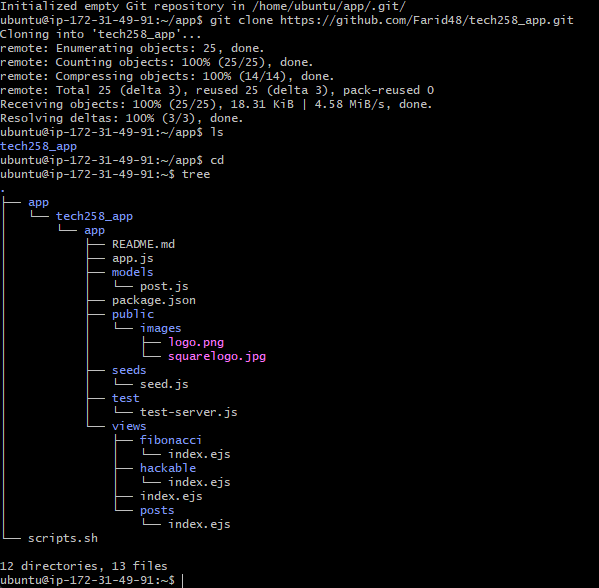 Initialized empty Git repository in /home/ubuntu/app/.git/
ubuntu@ip-172-31-49-91:~/app$ git clone https://github.com/Farid48/tech258_app.git
Cloning into 'tech258_app'...
remote: Enumerating objects: 25, done.
remote: Counting objects: 100% (25/25), done.
remote: Compressing objects: 100% (14/14), done.
remote: Total 25 (delta 3), reused 25 (delta 3), pack-reused 0
Receiving objects: 100% (25/25), 18.31 KiB | 4.58 MiB/s, done.
Resolving deltas: 100% (3/3), done.
ubuntu@ip-172-31-49-91:~/app$ ls
tech258_app
ubuntu@ip-172-31-49-91:~/app$ cd
ubuntu@ip-172-31-49-91:~$ tree
.
├── app
│   └── tech258_app
│       └── app
│           ├── README.md
│           ├── app.js
│           ├── models
│           │   └── post.js
│           ├── package.json
│           ├── public
│           │   └── images
│           │       ├── logo.png
│           │       └── squarelogo.jpg
│           ├── seeds
│           │   └── seed.js
│           ├── test
│           │   └── test-server.js
│           └── views
│               ├── fibonacci
│               │   └── index.ejs
│               ├── hackable
│               │   └── index.ejs
│               ├── index.ejs
│               └── posts
│                   └── index.ejs
└── scripts.sh

12 directories, 13 files
ubuntu@ip-172-31-49-91:~$